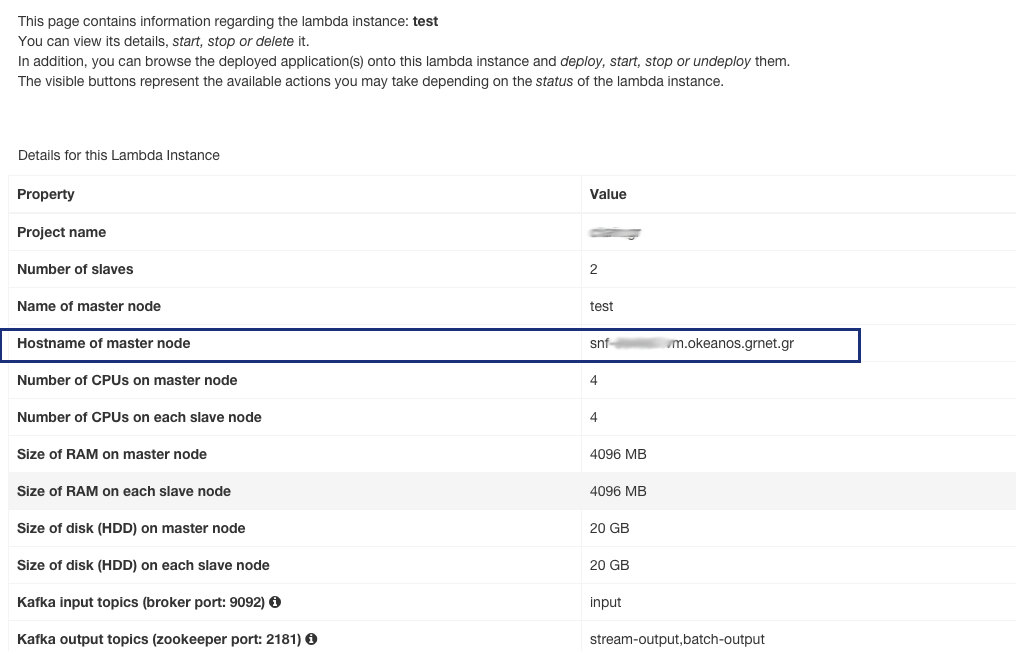 This page contains information regarding the lambda instance: test
You can view its details, start, stop or delete it.
In addition, you can browse the deployed application(s) onto this lambda instance and deploy, start, stop or undeploy them.
The visible buttons represent the available actions you may take depending on the status of the lambda instance.
Details for this Lambda Instance
Property Value
Project name
Number of slaves 2
Name of master node test
Hostname of master node snf- m.okeanos.grnet.gr
Number of CPUs on master node 4
Number of CPUs on each slave node 4
Size of RAM on master node 4096 MB
Size of RAM on each slave node 4096 MB
Size of disk (HDD) on master node 20 GB
Size of disk (HDD) on each slave node 20 GB
Kafka input topics (broker port: 9092) input
Kafka output topics (zookeeper port: 2181) stream-output,batch-output